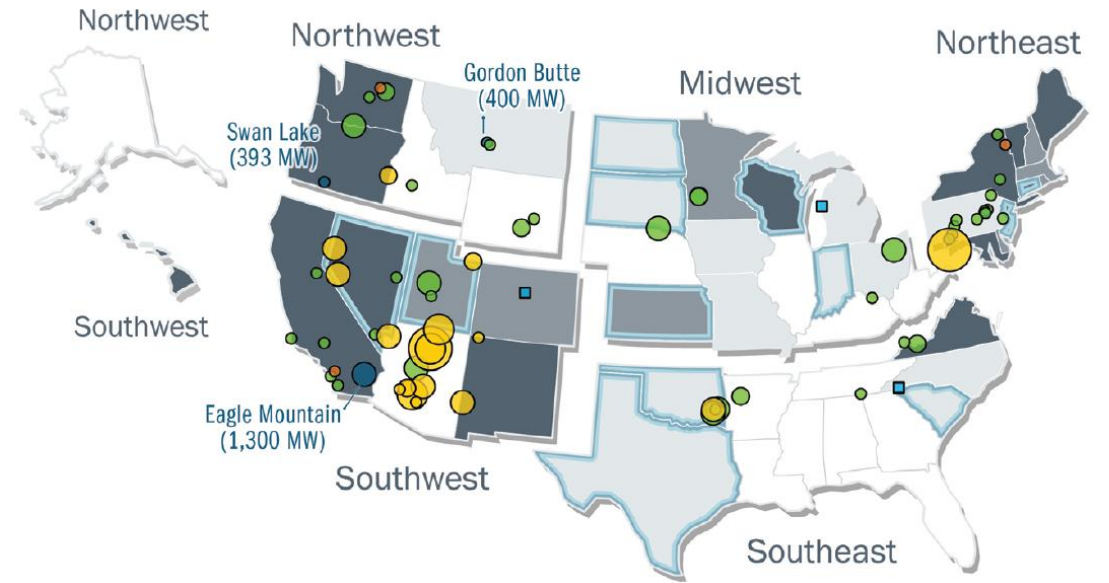 Northwest
Northwest
Northeast
Gordon Butte
(400 MW)
Midwest
Swan Lake
(393 MW)
Southwest
Eagle Mountain
(1,300 MW)
Southwest
Southeast